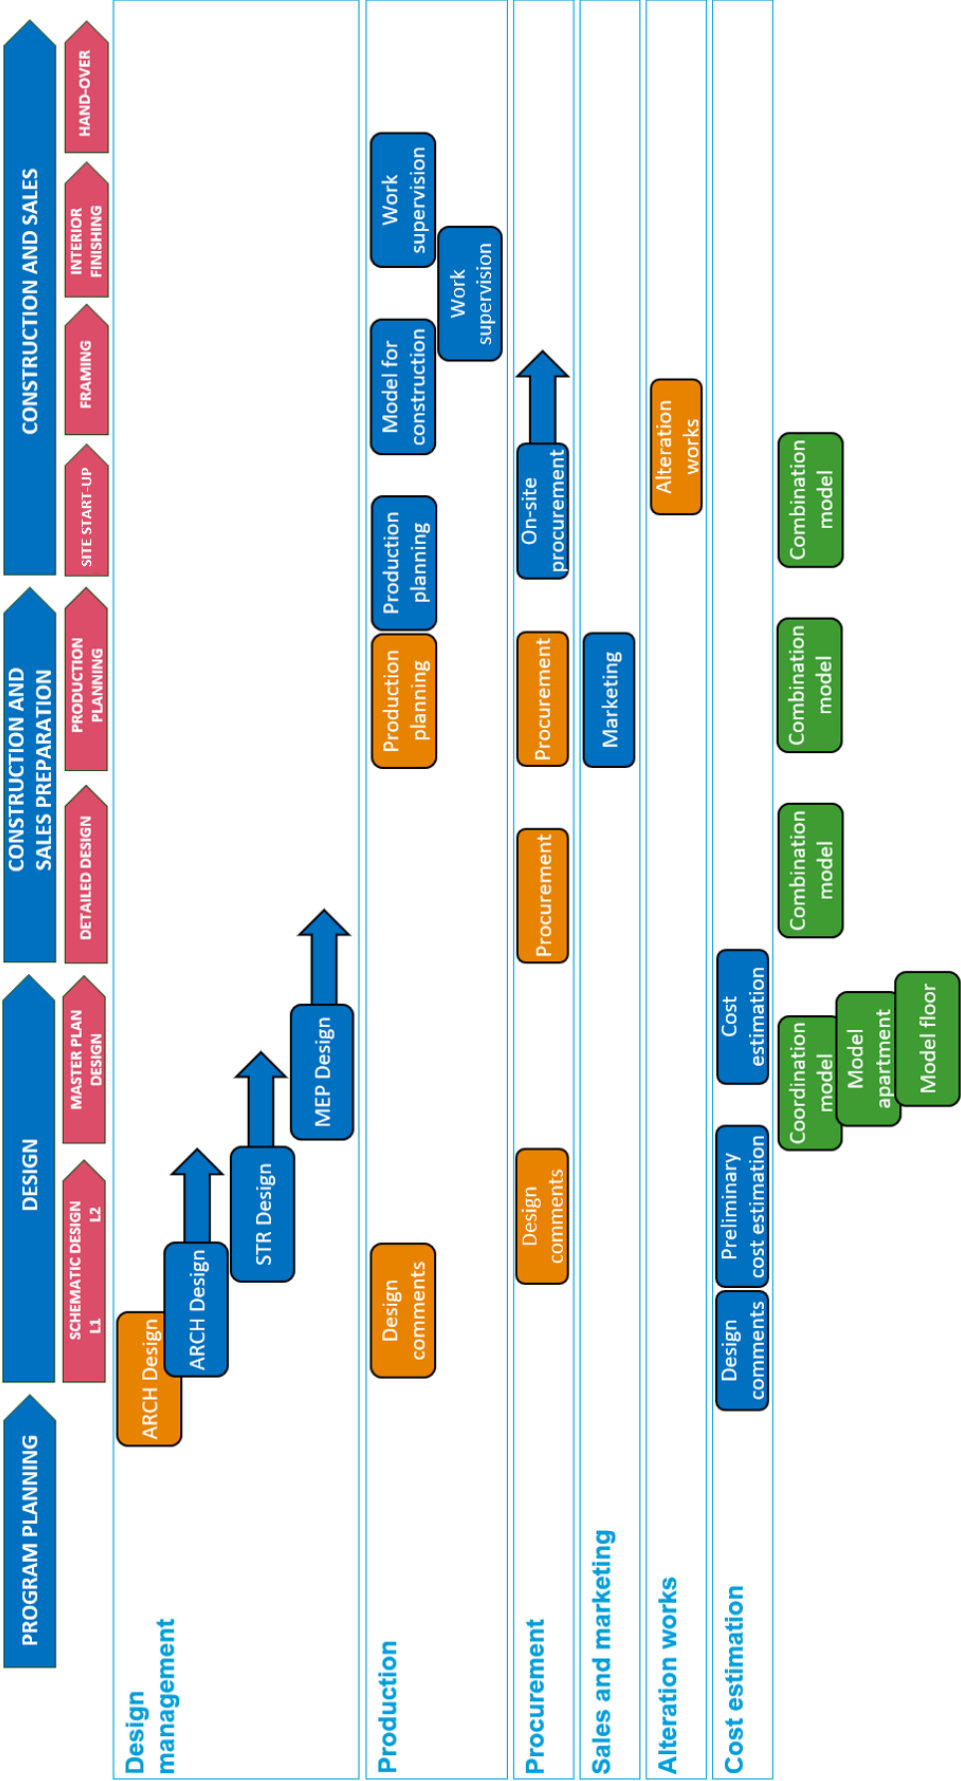 PROGRAM PLANNING
DESIGN
CONSTRUCTION AND
SALES PREPARATION
CONSTRUCTION AND SALES
SCHEMATIC DESIGN
L1 L2
MASTER PLAN
DESIGN
DETAILED DESIGN
PRODUCTION
PLANNING
SITE START-UP
FRAMING
INTERIOR
FINISHING
HAND-OVER
Design
management
ARCH Design
ARCH Design
STR Design
MEP Design
Production
Design
comments
Production
planning
Production
planning
Model for
construction
Work
supervision
Work
supervision
Procurement
Design
comments
Procurement
Procurement
On-site
procurement
Sales and marketing
Marketing
Alteration works
Alteration
works
Cost estimation
Design
comments
Preliminary
cost estimation
Cost
estimation
Coordination
model
Model
apartment
Model floor
Combination
model
Combination
model
Combination
model